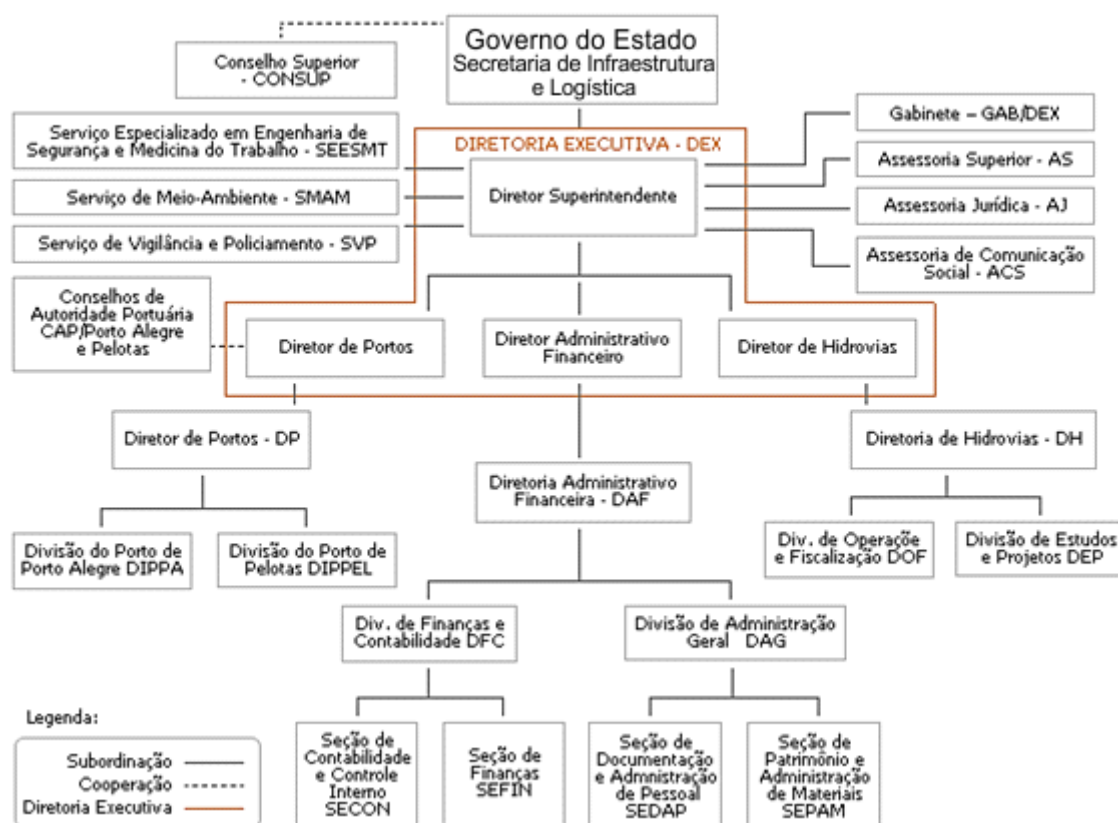 Governo do Estado
Secretaria de Infraestrutura
e Logística
Conselho Superior
- CONSUP
Serviço Especializado em Engenharia de
Segurança e Medicina do Trabalho - SEESMT
Serviço de Meio-Ambiente - SMAM
Serviço de Vigilância e Policiamento - SVP
DIRETORIA EXECUTIVA - DEX
Diretor Superintendente
Gabinete – GAB/DEX
Assessoria Superior - AS
Assessoria Jurídica - AJ
Assessoria de Comunicação
Social - ACS
Conselhos de
Autoridade Portuária
CAP/Porto Alegre
e Pelotas
Diretor de Portos
Diretor Administrativo
Financeiro
Diretor de Hidrovias
Diretor de Portos - DP
Diretoria Administrativo
Financeira - DAF
Diretoria de Hidrovias - DH
Divisão do Porto de
Porto Alegre DIPPA
Divisão do Porto de
Pelotas DIPPEL
Div. de Operaçõe
e Fiscalização DOF
Divisão de Estudos
e Projetos DEP
Div. de Finanças e
Contabilidade DFC
Divisão de Administração
Geral DAG
Seção de
Contabilidade
e Controle
Interno
SECON
Seção de
Finanças
SEFIN
Seção de
Documentação
e Admnistração
de Pessoal
SEDAP
Seção de
Patrimônio e
Administração
de Materiais
SEPAM
Legenda:
Subordinação
Cooperação
Diretoria Executiva